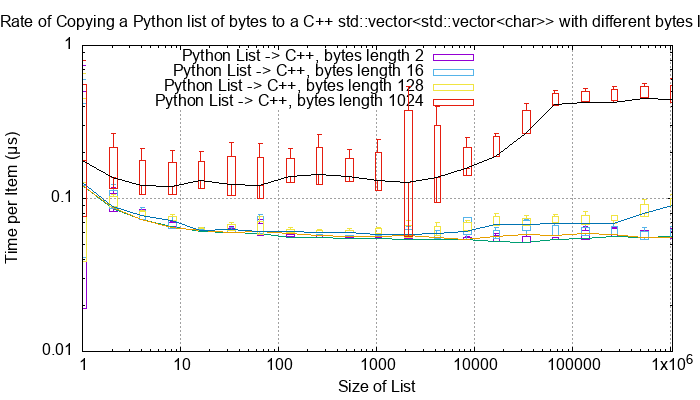 Rate of Copying a Python list of bytes to a C++ std::vector<std::vector<char>> with different bytes l
Python List -> C++, bytes length 2
Python List -> C++, bytes length 16
Python List -> C++, bytes length 128
Python List -> C++, bytes length 1024
Time per Item (µs)
1
0.1
0.01
1 10 100 1000 10000 100000 1x10⁶
Size of List